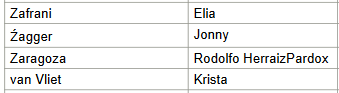 Zafrani Elia
Źagger Jonny
Zaragoza Rodolfo HerraizPardox
van Vliet Krista